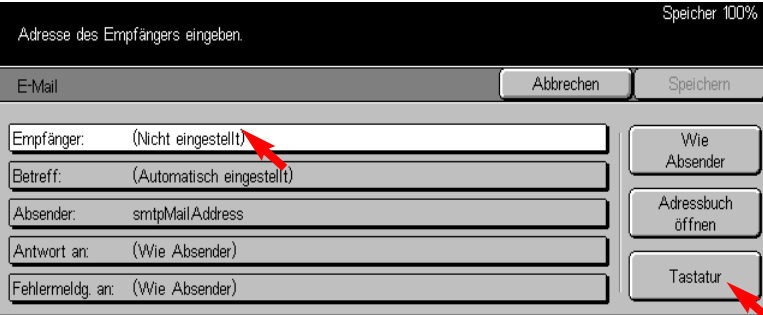 Speicher 100%
Adresse des Empfängers eingeben.
E-Mail
Abbrechen
Speichern
Empfänger: (Nicht eingestellt)
Betreff: (Automatisch eingestellt)
Absender: smtpMailAddress
Antwort an: (Wie Absender)
Fehlermeldg. an: (Wie Absender)
Wie
Absender
Adressbuch
öffnen
Tastatur